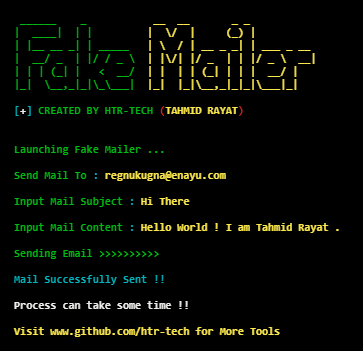 Fake Mailer
[+] CREATED BY HTR-TECH (TAHMID RAYAT)
Launching Fake Mailer ...
Send Mail To : regnukugna@enayu.com
Input Mail Subject : Hi There
Input Mail Content : Hello World ! I am Tahmid Rayat .
Sending Email >>>>>>>>>>
Mail Successfully Sent !!
Process can take some time !!
Visit www.github.com/htr-tech for More Tools